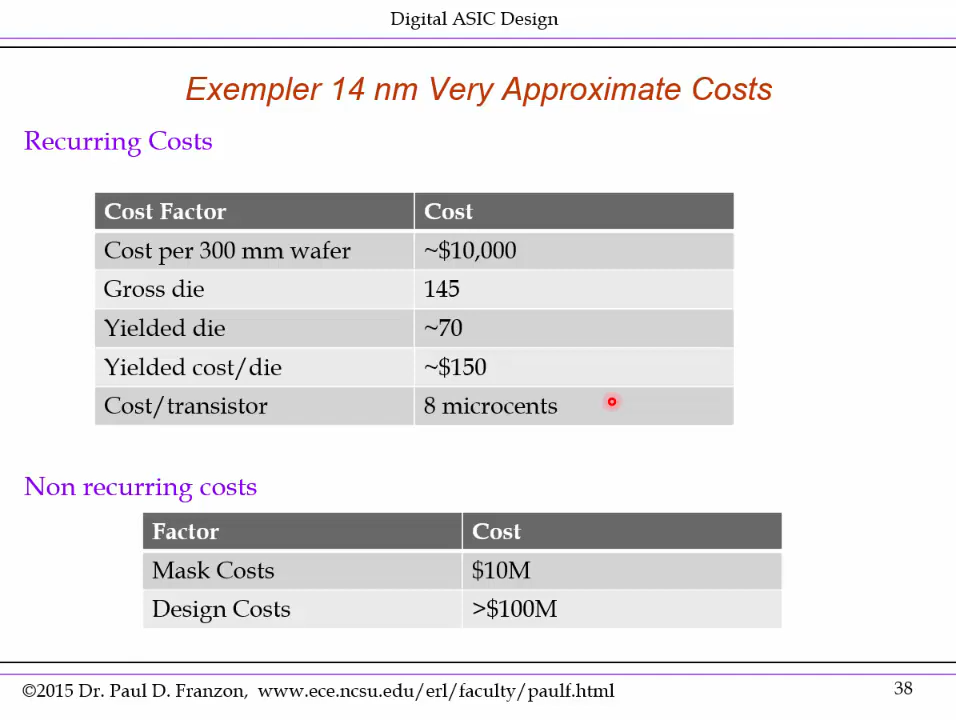 Digital ASIC Design
Exempler 14 nm Very Approximate Costs
Recurring Costs
Cost Factor Cost
Cost per 300 mm wafer ~$10,000
Gross die 145
Yielded die ~70
Yielded cost/die ~$150
Cost/transistor 8 microcents
Non recurring costs
Factor Cost
Mask Costs $10M
Design Costs >$100M
©2015 Dr. Paul D. Franzon, www.ece.ncsu.edu/erl/faculty/paulf.html 38